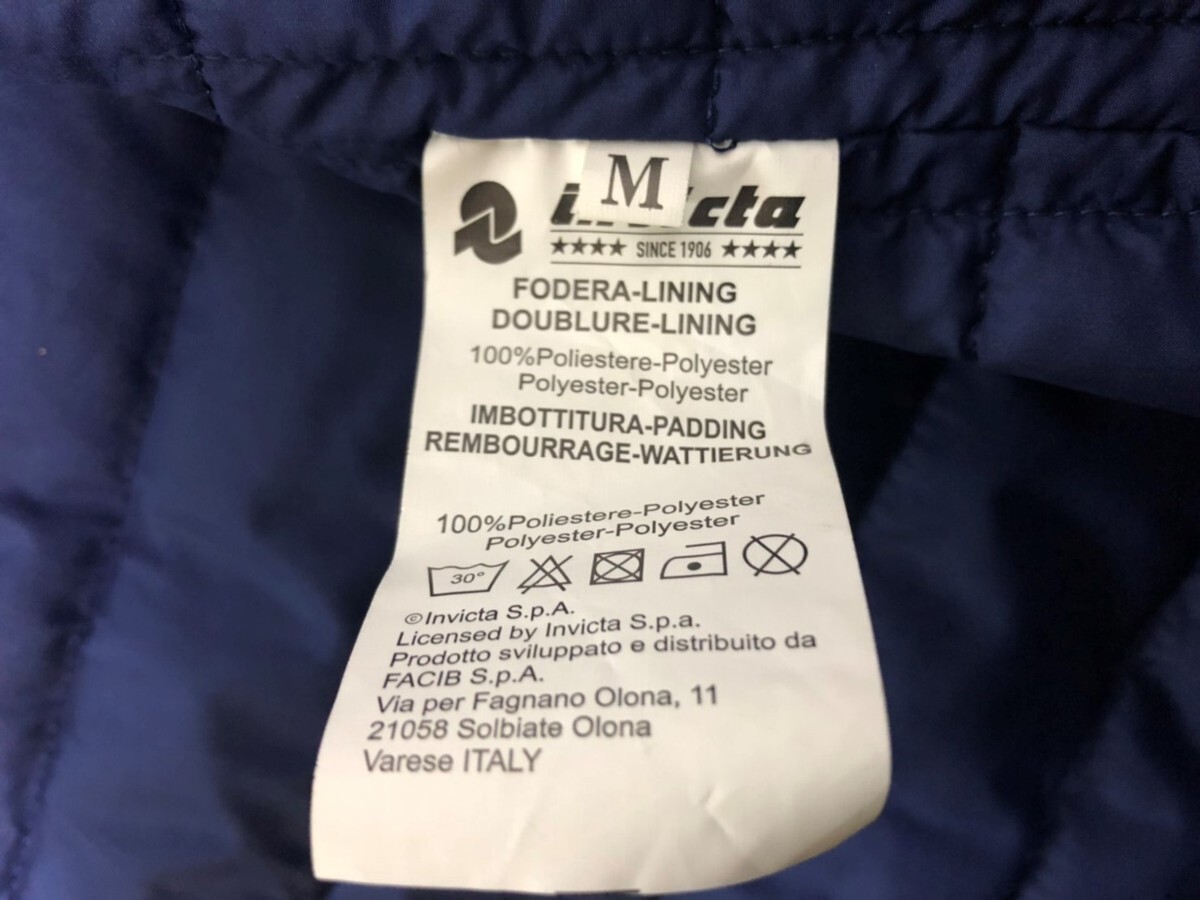 M
invicta
SINCE 1906
FODERA-LINING
DOUBLURE-LINING
100%Poliestere-Polyester
Polyester-Polyester
IMBOTTITURA-PADDING
REMBOURRAGE-WATTIERUNG
100%Poliestere-Polyester
Polyester-Polyester
30°
©Invicta S.p.A.
Licensed by Invicta S.p.a.
Prodotto sviluppato e distribuito da
FACIB S.p.A.
Via per Fagnano Olona, 11
21058 Solbiate Olona
Varese ITALY